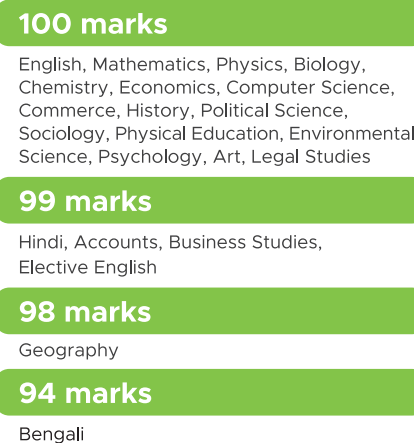 100 marks
English, Mathematics, Physics, Biology,
Chemistry, Economics, Computer Science,
Commerce, History, Political Science,
Sociology, Physical Education, Environmental
Science, Psychology, Art, Legal Studies
99 marks
Hindi, Accounts, Business Studies,
Elective English
98 marks
Geography
94 marks
Bengali